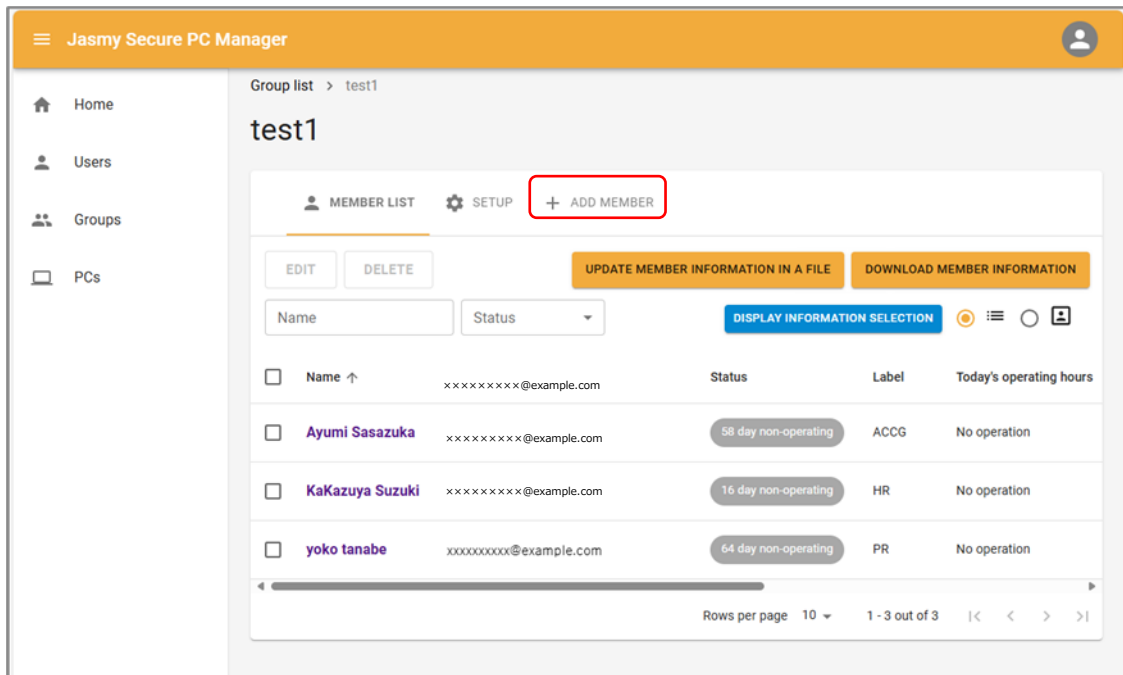 Jasmy Secure PC Manager
Home
Users
Groups
PCs
Group list > test1
test1
MEMBER LIST SETUP + ADD MEMBER
EDIT DELETE UPDATE MEMBER INFORMATION IN A FILE DOWNLOAD MEMBER INFORMATION
Name Status DISPLAY INFORMATION SELECTION
Name ↑ ×××××××××@example.com Status Label Today's operating hours
Ayumi Sasazuka ×××××××××@example.com 58 day non-operating ACCG No operation
KaKazuya Suzuki ×××××××××@example.com 16 day non-operating HR No operation
yoko tanabe xxxxxxxxxx@example.com 64 day non-operating PR No operation
Rows per page 10 1 - 3 out of 3